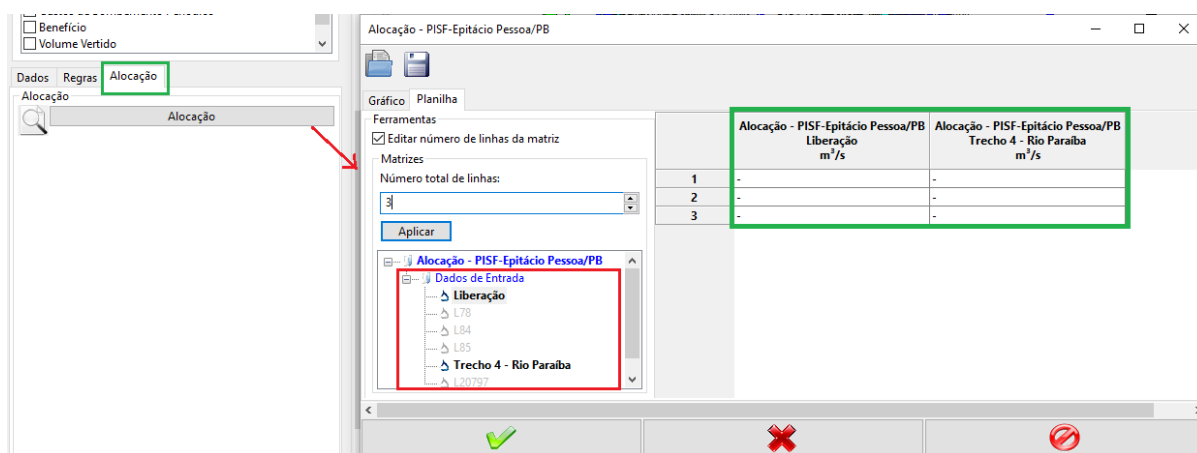 Benefício
Volume Vertido
Dados Regras Alocação
Alocação
Alocação
Alocação - PISF-Epitácio Pessoa/PB
Gráfico Planilha
Ferramentas
Editar número de linhas da matriz
Matrizes
Número total de linhas:
3
Aplicar
Alocação - PISF-Epitácio Pessoa/PB
Dados de Entrada
Liberação
L78
L84
L85
Trecho 4 - Rio Paraíba
L20797
Alocação - PISF-Epitácio Pessoa/PB
Liberação
m³/s
Alocação - PISF-Epitácio Pessoa/PB
Trecho 4 - Rio Paraíba
m³/s
1 - -
2 - -
3 - -